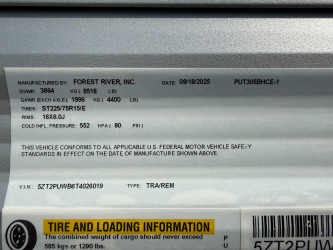 MANUFACTURED BY: FOREST RIVER, INC. DATE: 09/18/2025 PUT305BHCE-1
GVWR: 3864 KG ( 8518 LB)
GAWR (EACH AXLE) 1996 KG ( 4400 LB)
TIRES: ST225/75R15/E
RIMS: 16X6.0J
COLD INFL. PRESSURE: 552 KPA ( 80 PSI)
THIS VEHICLE CONFORMS TO ALL APPLICABLE U.S. FEDERAL MOTOR VEHICLE SAFETY
STANDARDS IN EFFECT ON THE DATE OF MANUFACTURE SHOWN ABOVE.
V.I.N.: 5ZT2PUWB6T4026019 TYPE: TRA/REM
TIRE AND LOADING INFORMATION
The combined weight of cargo should never exceed
585 kgs or 1290 lbs.
P
U
5ZT2PUW